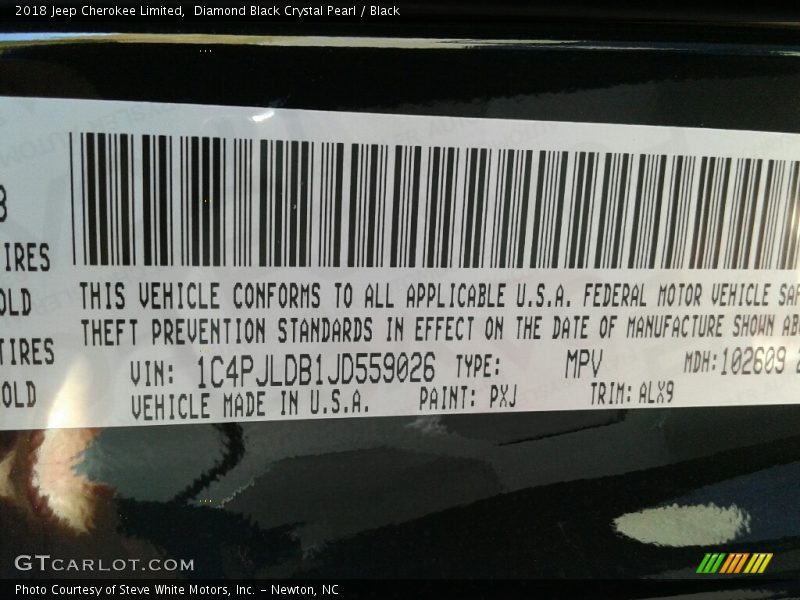 2018 Jeep Cherokee Limited,  Diamond Black Crystal Pearl / Black
IRES
OLD
TIRES
OLD
THIS VEHICLE CONFORMS TO ALL APPLICABLE U.S.A. FEDERAL MOTOR VEHICLE SAF
THEFT PREVENTION STANDARDS IN EFFECT ON THE DATE OF MANUFACTURE SHOWN AB
VIN: 1C4PJLDB1JD559026 TYPE: MPV MDH:102609
VEHICLE MADE IN U.S.A. PAINT: PXJ TRIM: ALX9
GTCARLOT.COM
Photo Courtesy of Steve White Motors, Inc. – Newton, NC